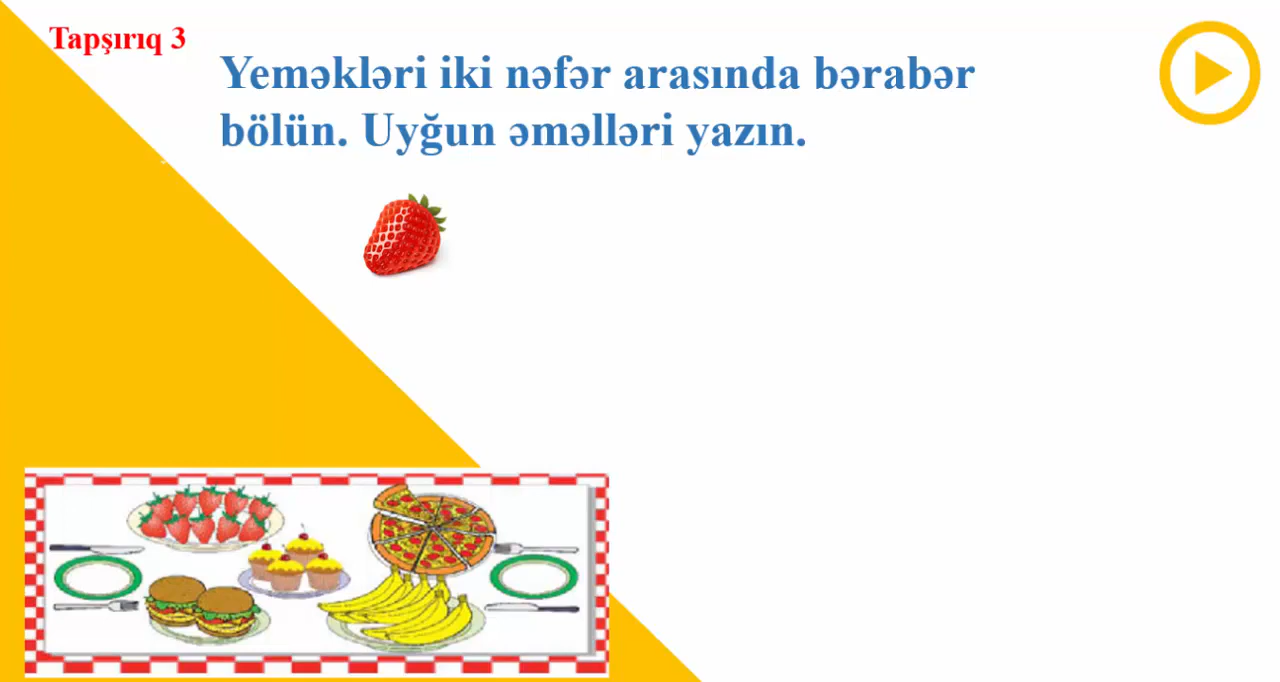 Tapşırıq 3
Yeməkləri iki nəfər arasında bərabər
bölün. Uyğun əməlləri yazın.